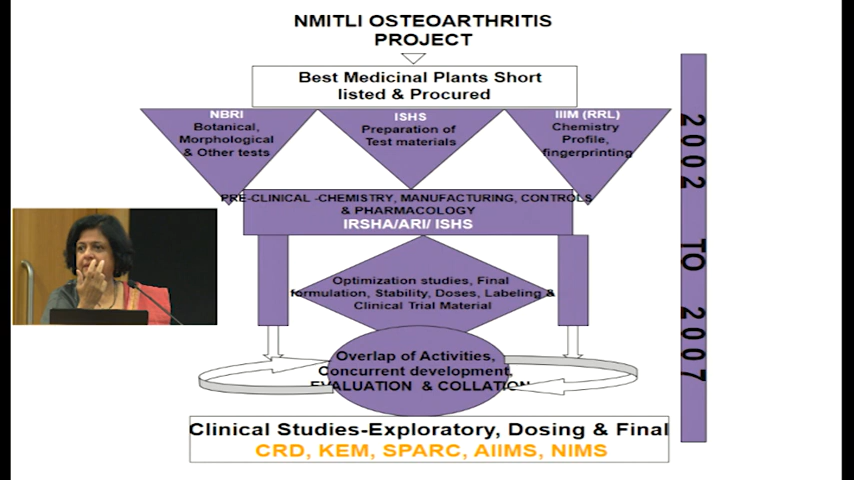 NMITLI OSTEOARTHRITIS
PROJECT
Best Medicinal Plants Short
listed & Procured
NBRI
Botanical,
Morphological
& Other tests
ISHS
Preparation of
Test materials
IIIM (RRL)
Chemistry
Profile,
fingerprinting
PRE-CLINICAL -CHEMISTRY, MANUFACTURING, CONTROLS
& PHARMACOLOGY
IRSHA/ARI/ ISHS
Optimization studies, Final
formulation, Stability, Doses, Labeling &
Clinical Trial Material
Overlap of Activities,
Concurrent development,
EVALUATION & COLLATION
Clinical Studies-Exploratory, Dosing & Final
CRD, KEM, SPARC, AIIMS, NIMS
2002 TO 2007